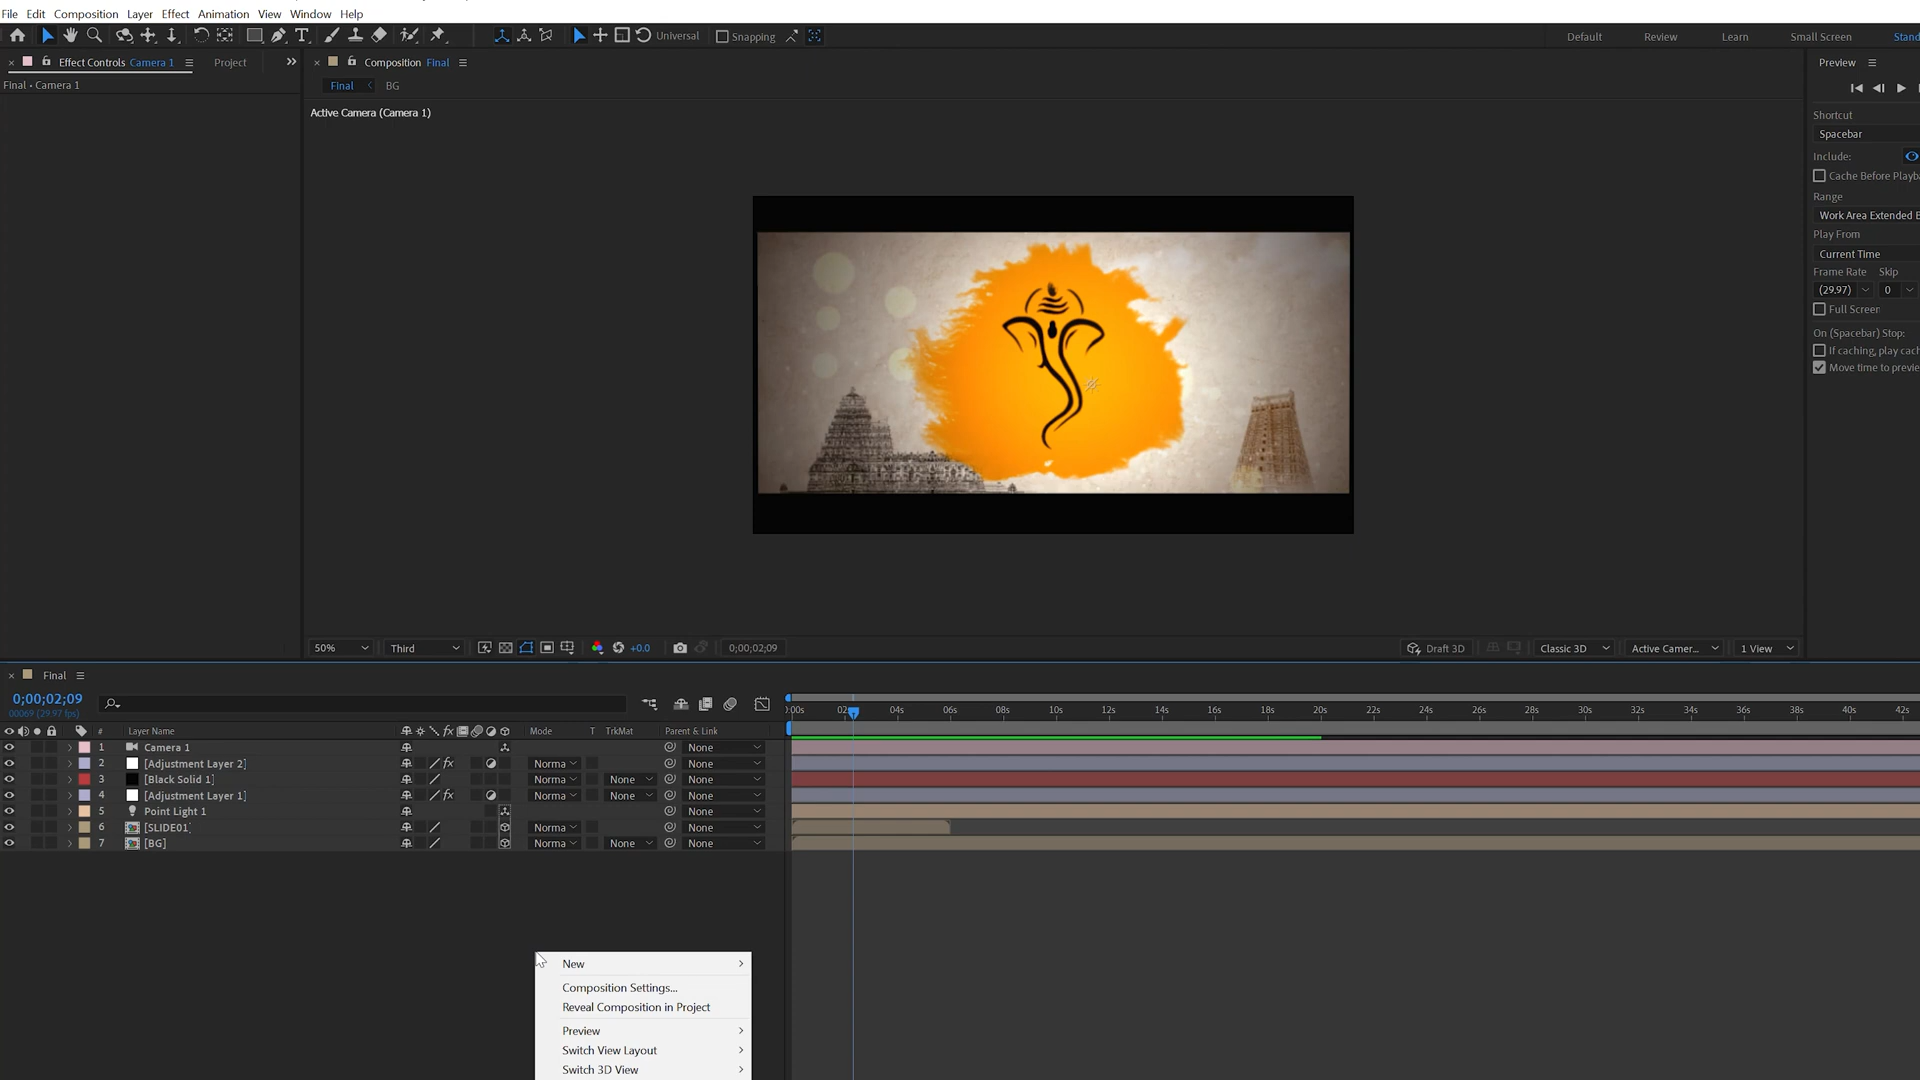 File Edit Composition Layer Effect Animation View Window Help
Universal Snapping Default Review Learn Small Screen Stand
Effect Controls Camera 1 Project
Final • Camera 1
Composition Final
Final BG
Active Camera (Camera 1)
Preview
Shortcut
Spacebar
Include:
Cache Before Playba
Range
Work Area Extended B
Play From
Current Time
Frame Rate Skip
(29.97) 0
Full Screen
On (Spacebar) Stop:
If caching, play cach
Move time to previe
50% Third +0.0 0;00;02;09 Draft 3D Classic 3D Active Camer... 1 View
Final
0;00;02;09
00069 (29.97 fps)
:00s 02s 04s 06s 08s 10s 12s 14s 16s 18s 20s 22s 24s 26s 28s 30s 32s 34s 36s 38s 40s 42s
# Layer Name Mode T TrkMat Parent & Link
1 Camera 1 None
2 [Adjustment Layer 2] Norma None
3 [Black Solid 1] Norma None None
4 [Adjustment Layer 1] Norma None None
5 Point Light 1 None
6 [SLIDE01] Norma None
7 [BG] Norma None None
New
Composition Settings...
Reveal Composition in Project
Preview
Switch View Layout
Switch 3D View